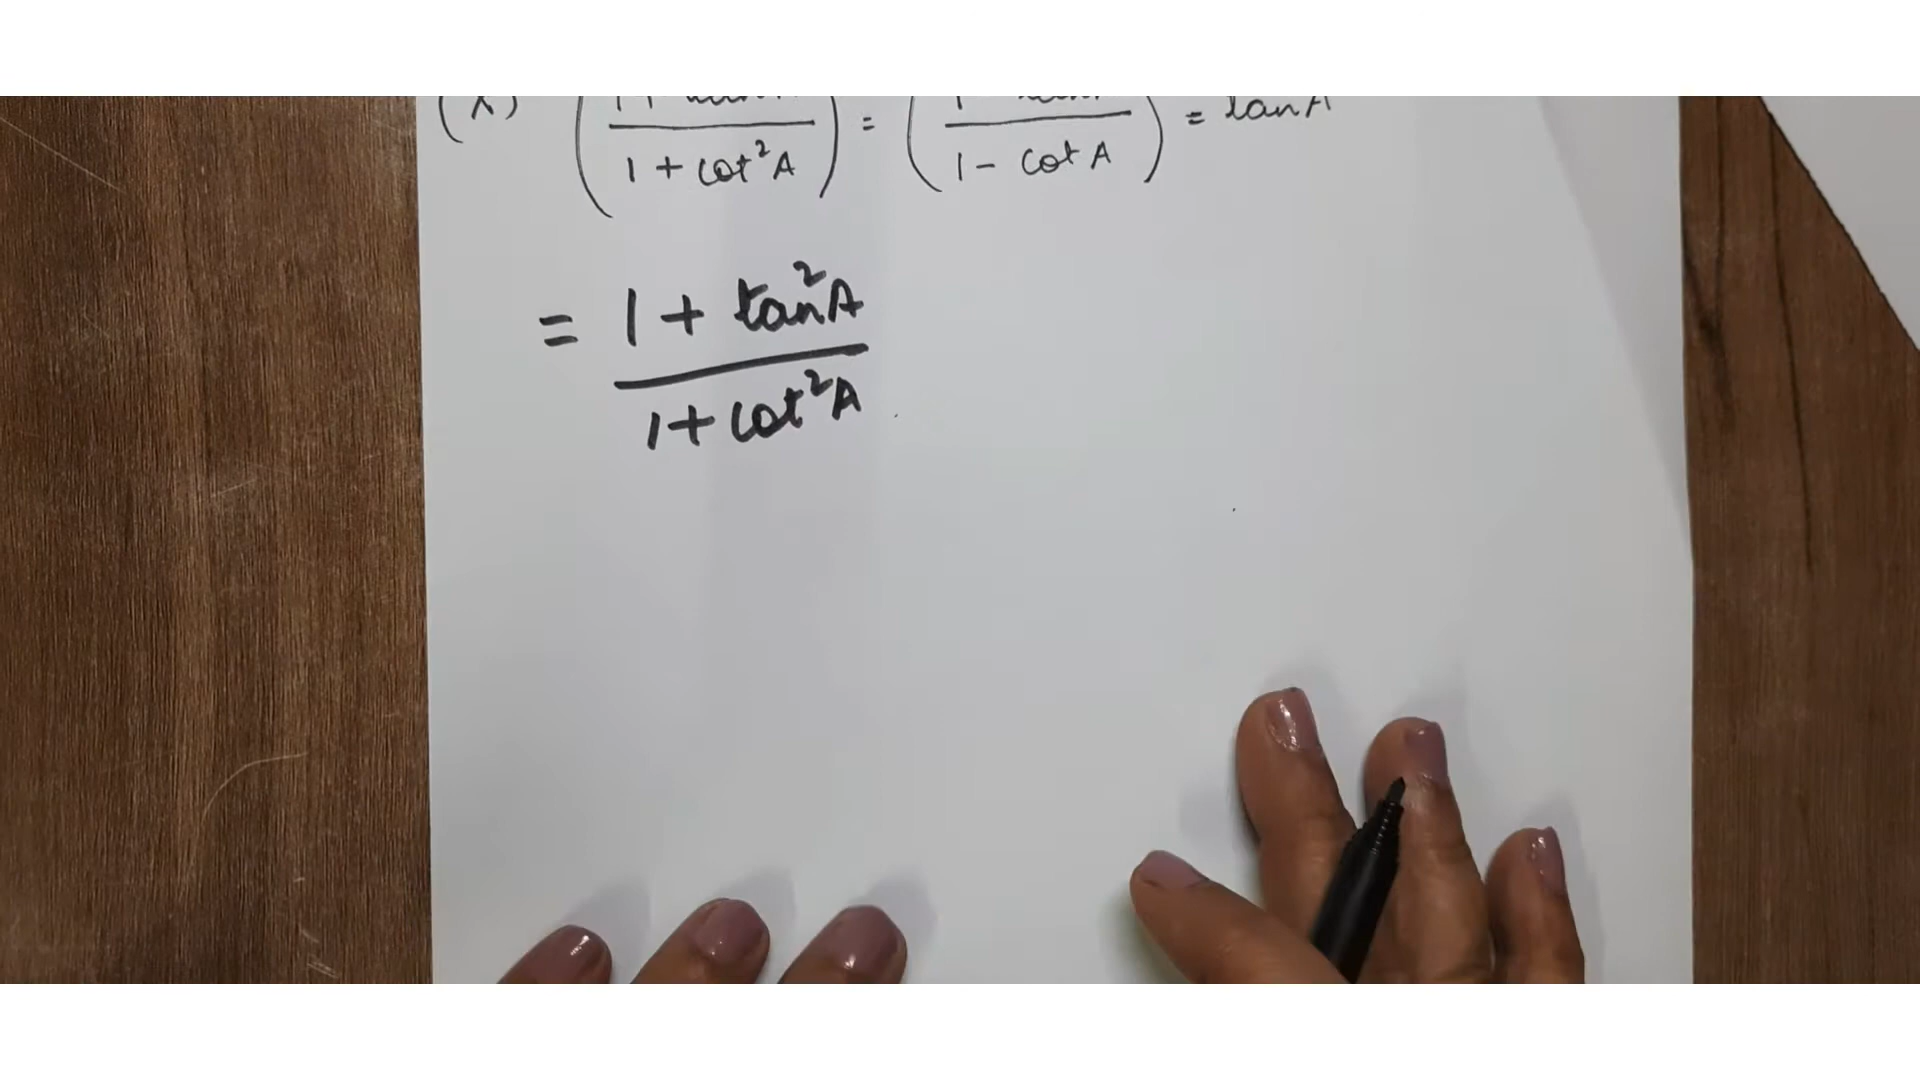 (x)
1 + cot²A = 1 - cot A = tan A
= 1 + tan²A
1 + cot²A